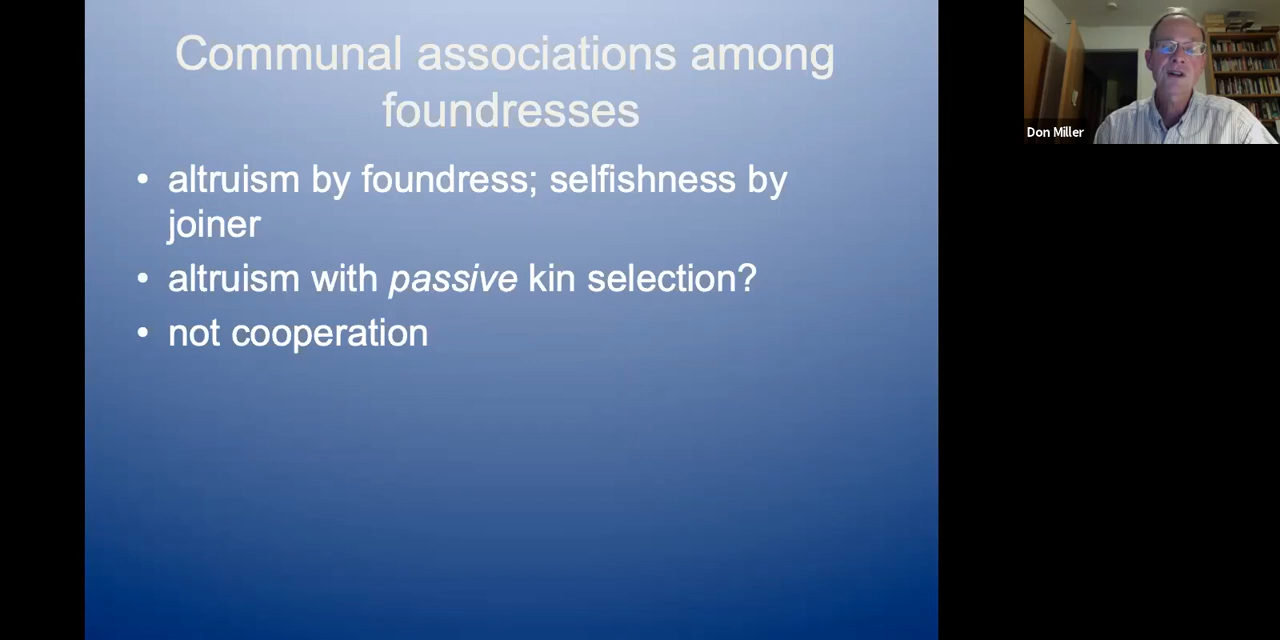 Communal associations among
foundresses
• altruism by foundress; selfishness by
joiner
• altruism with passive kin selection?
• not cooperation
Don Miller